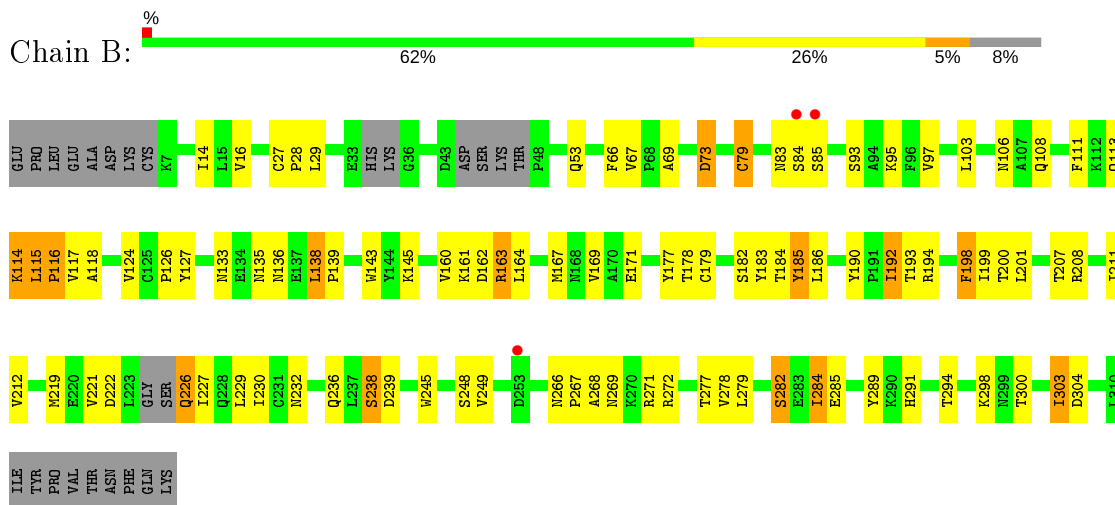 %
Chain B:
62% 26% 5% 8%
GLU PRO LEU GLU ALA ASP LYS CYS K7 I14 L15 V16 C27 P28 L29 E33 HIS LYS G36 D43 ASP SER LYS THR P48 Q53 F66 V67 P68 A69 D73 C79 N83 S84 S85 S93 A94 K95 F96 V97 L103 N106 A107 Q108 F111 K112
K114 L115 P116 V117 A118 V124 C125 P126 Y127 N133 E134 N135 N136 E137 L138 P139 W143 Y144 K145 V160 K161 D162 R163 L164 M167 N168 V169 A170 E171 Y177 T178 C179 S182 Y183 T184 Y185 L186 Y190 P191 I192 T193 R194 F198 I199 T200 L201 T207 R208
V212 M219 E220 V221 D222 L223 GLY SER Q226 I227 Q228 L229 I230 C231 N232 Q236 L237 S238 D239 W245 S248 V249 D253 N266 P267 A268 N269 K270 R271 R272 T277 V278 L279 S282 E283 I284 E285 Y289 K290 H291 T294 K298 N299 T300 I303 D304
ILE TYR PRO VAL THR ASN PHE GLN LYS